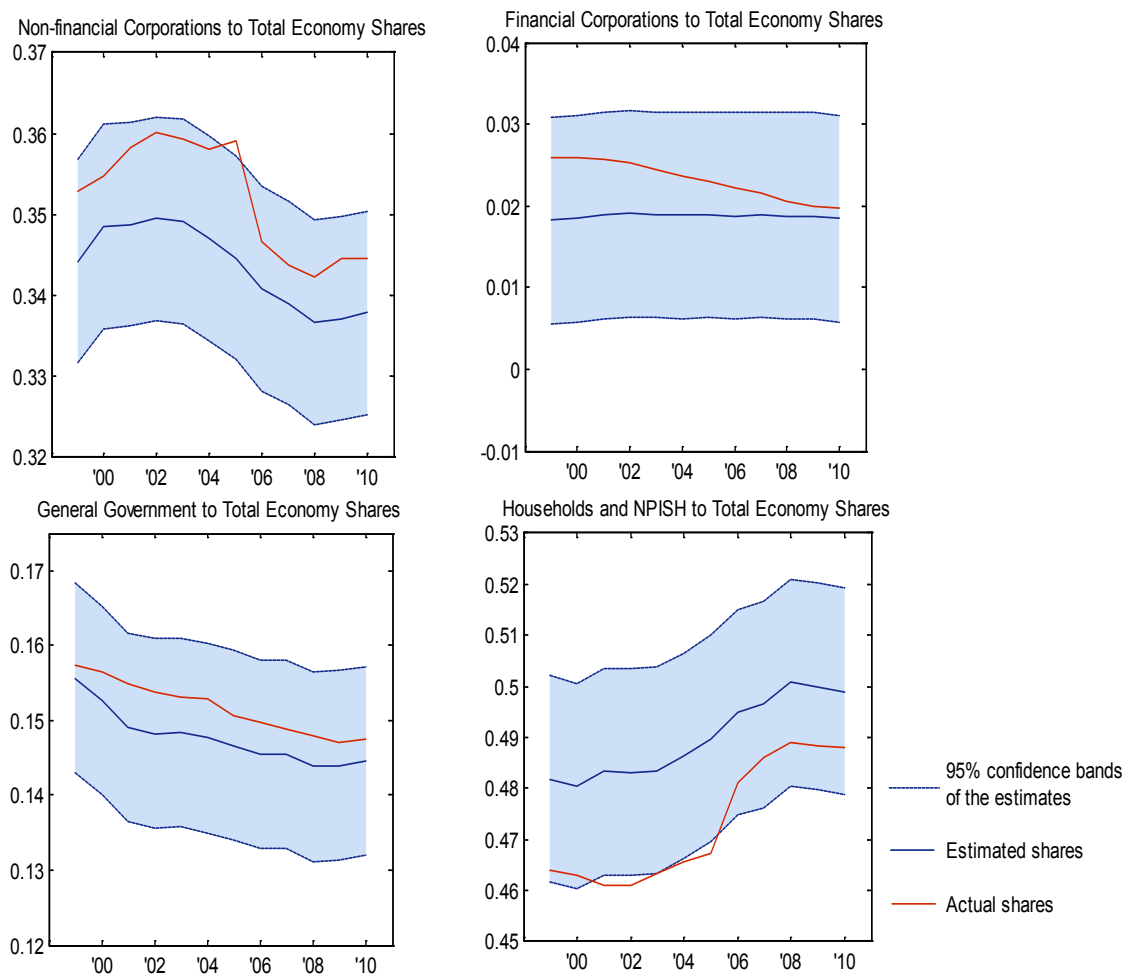 Non-financial Corporations to Total Economy Shares
0.37
0.36
0.35
0.34
0.33
0.32
'00 '02 '04 '06 '08 '10
Financial Corporations to Total Economy Shares
0.04
0.03
0.02
0.01
0
-0.01
'00 '02 '04 '06 '08 '10
General Government to Total Economy Shares
0.17
0.16
0.15
0.14
0.13
0.12
'00 '02 '04 '06 '08 '10
Households and NPISH to Total Economy Shares
0.53
0.52
0.51
0.5
0.49
0.48
0.47
0.46
0.45
'00 '02 '04 '06 '08 '10
95% confidence bands
of the estimates
Estimated shares
Actual shares